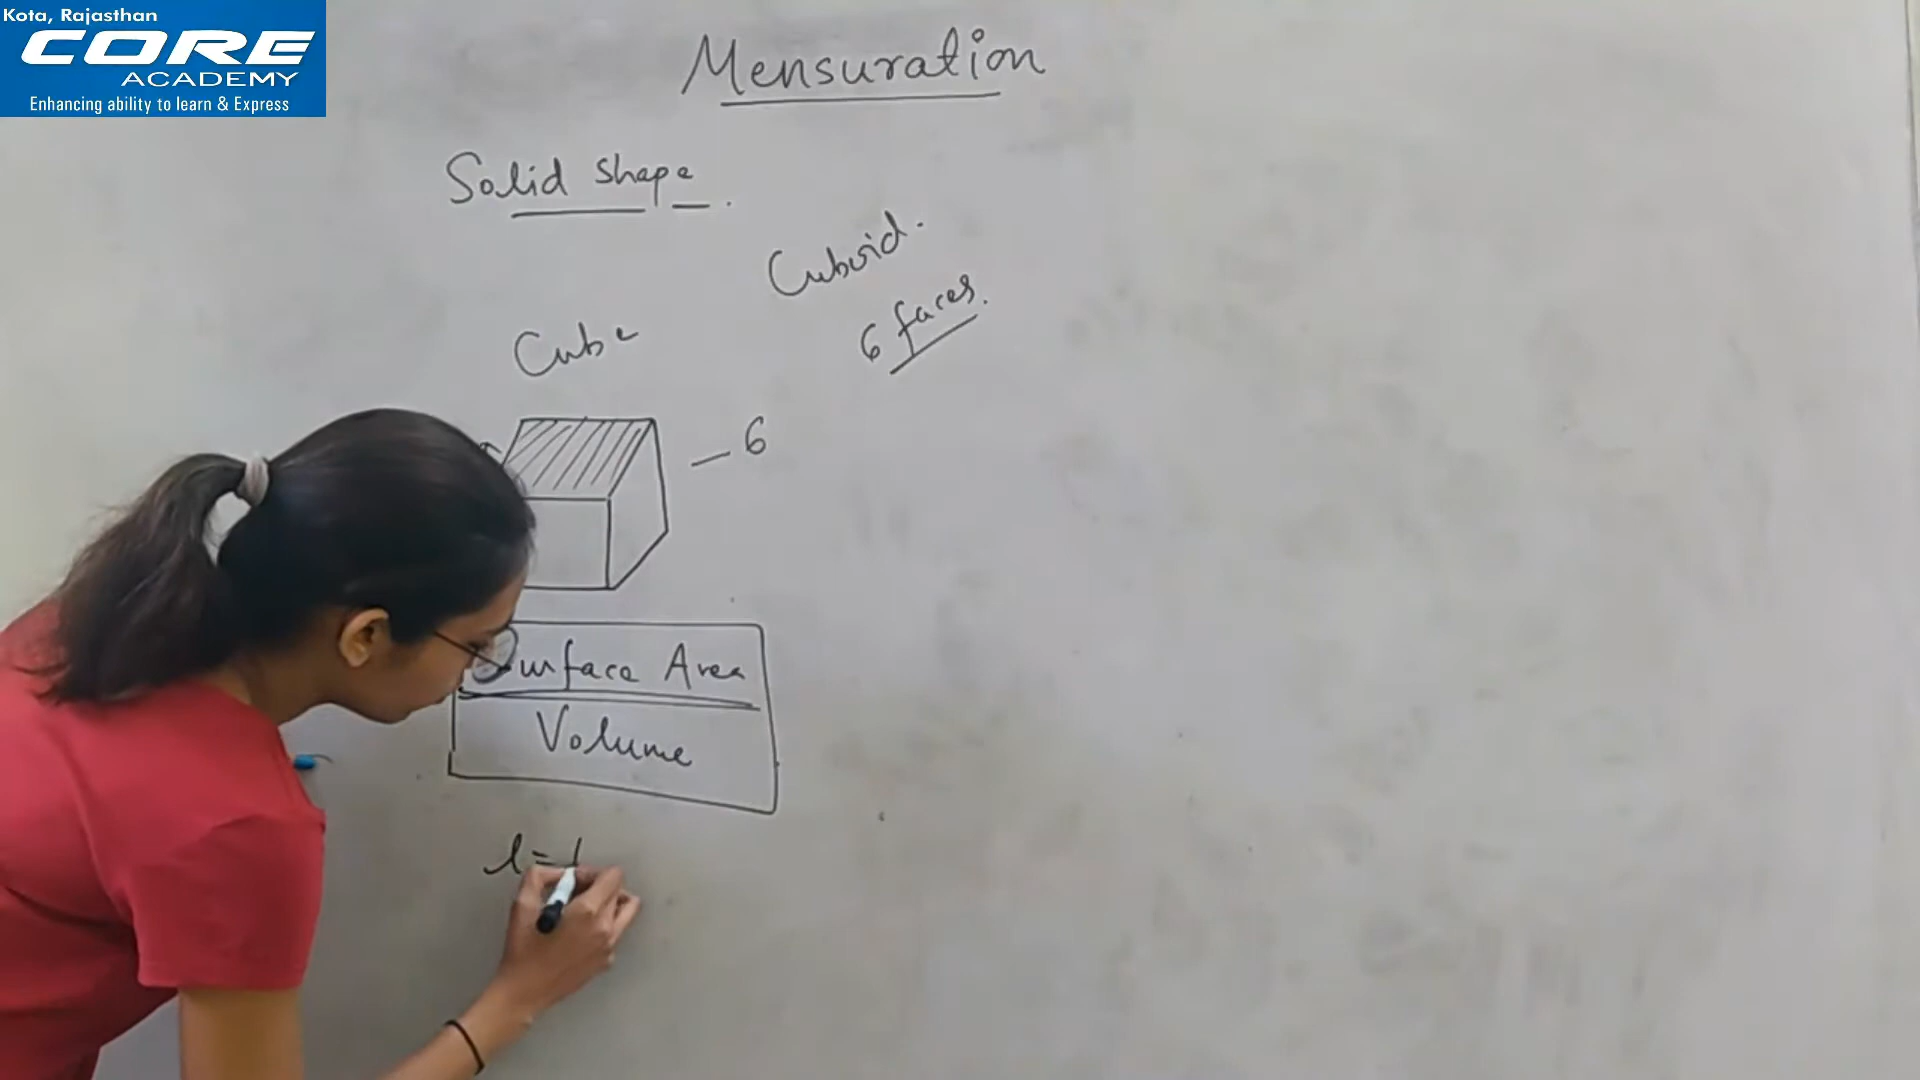 Kota, Rajasthan
CORE
ACADEMY
Enhancing ability to learn & Express
Mensuration
Solid Shape
Cuboid.
6 faces.
Cube
6
Surface Area
Volume
l =